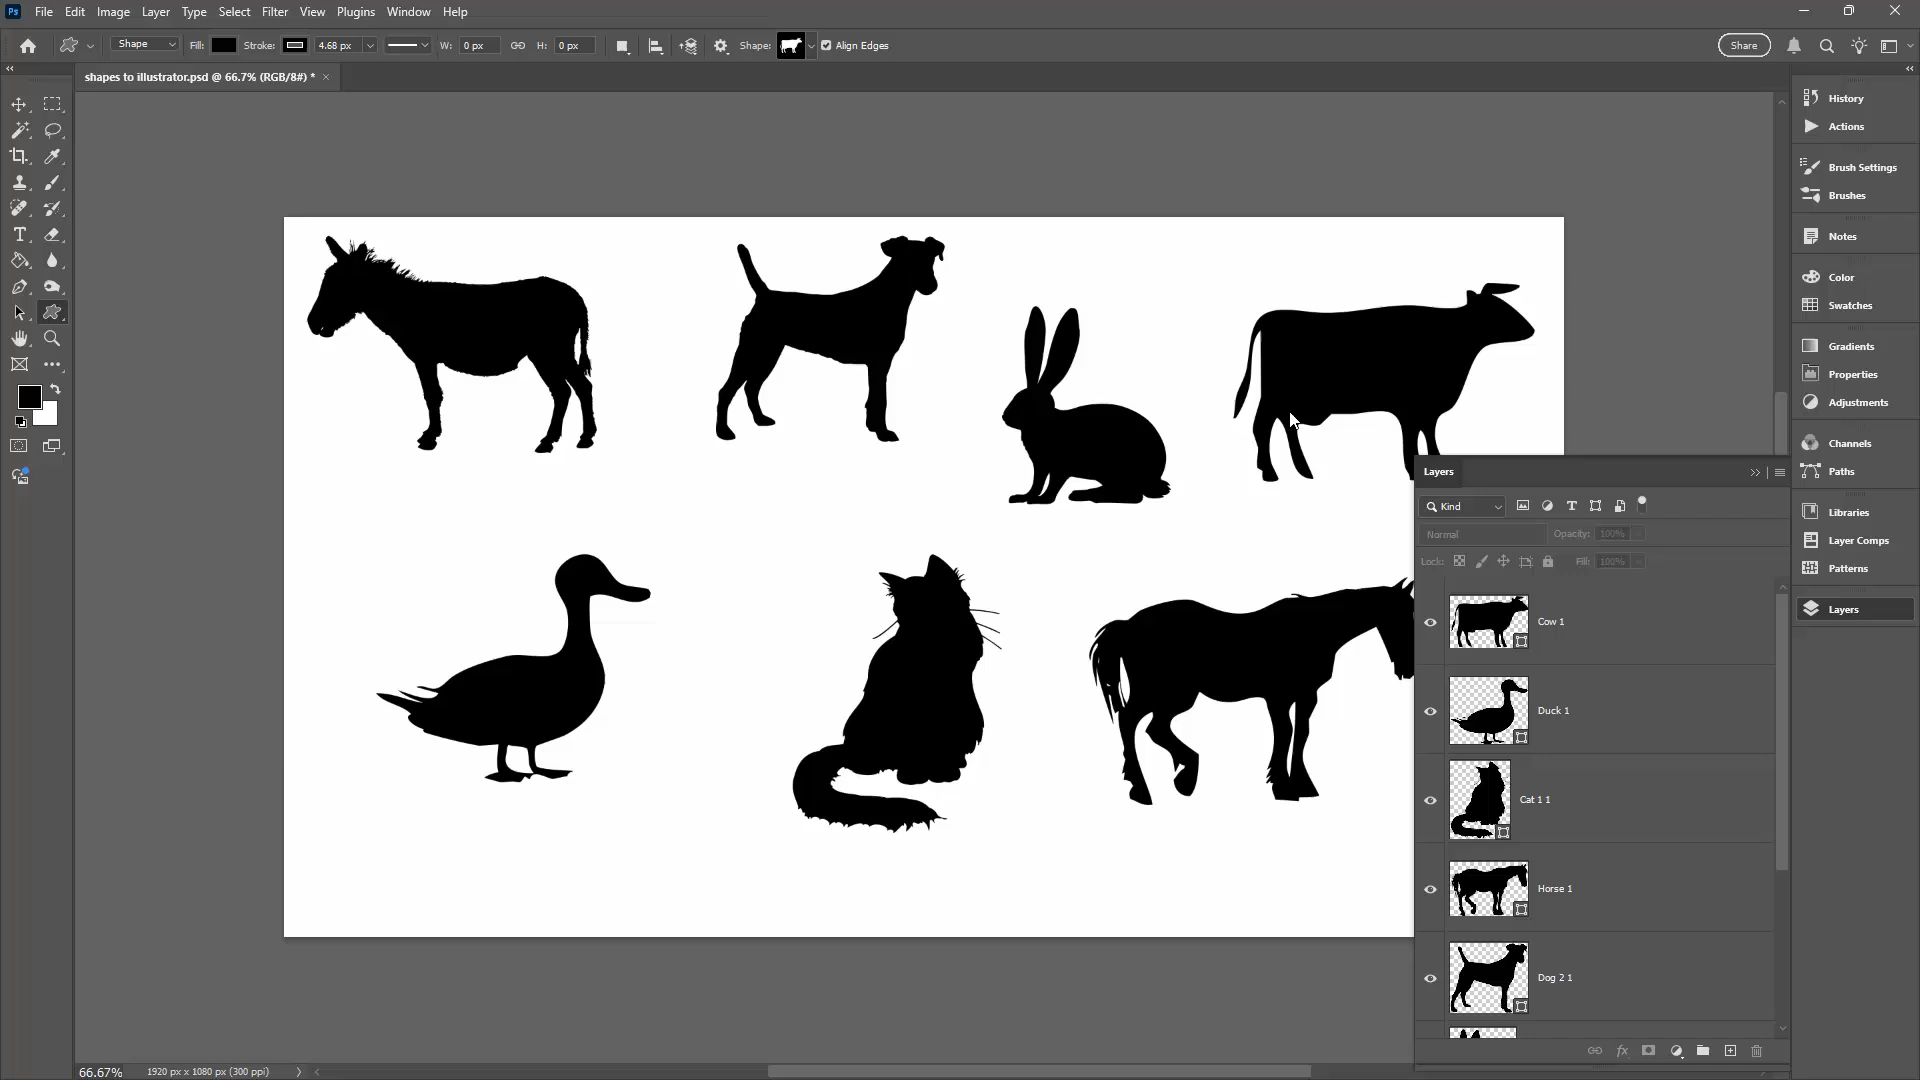 Ps File Edit Image Layer Type Select Filter View Plugins Window Help
Shape Fill: Stroke: 4.68 px W: 0 px H: 0 px Shape: Align Edges Share
shapes to illustrator.psd @ 66.7% (RGB/8#) * ×
History
Actions
Brush Settings
Brushes
Notes
Color
Swatches
Gradients
Properties
Adjustments
Channels
Paths
Libraries
Layer Comps
Patterns
Layers
Layers
Kind
Normal Opacity: 100%
Lock: Fill: 100%
Cow 1
Duck 1
Cat 1 1
Horse 1
Dog 2 1
fx
66.67% 1920 px x 1080 px (300 ppi)